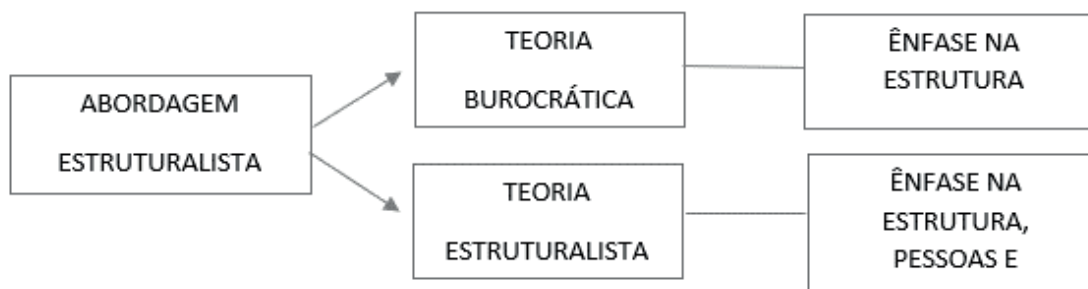 ABORDAGEM
ESTRUTURALISTA
TEORIA
BUROCRÁTICA
ÊNFASE NA
ESTRUTURA
TEORIA
ESTRUTURALISTA
ÊNFASE NA
ESTRUTURA,
PESSOAS E